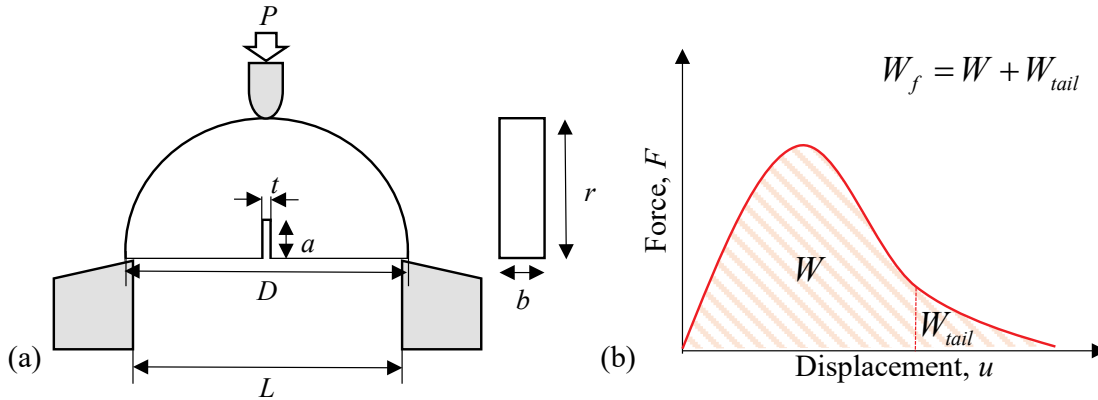 P
t
a
r
D
b
L
(a)
W_f = W + W_tail
Force, F
W
W_tail
Displacement, u
(b)